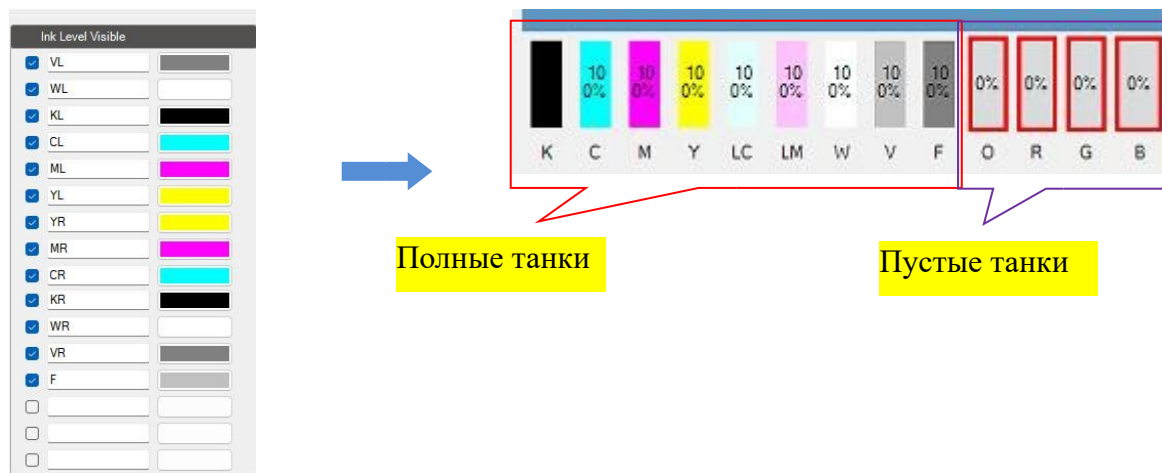 Ink Level Visible
VL
WL
KL
CL
ML
YL
YR
MR
CR
KR
WR
VR
F
10 10 10 10 10 10 10 10
0% 0% 0% 0% 0% 0% 0% 0% 0% 0% 0% 0%
K C M Y LC LM W V F O R G B
Полные танки
Пустые танки